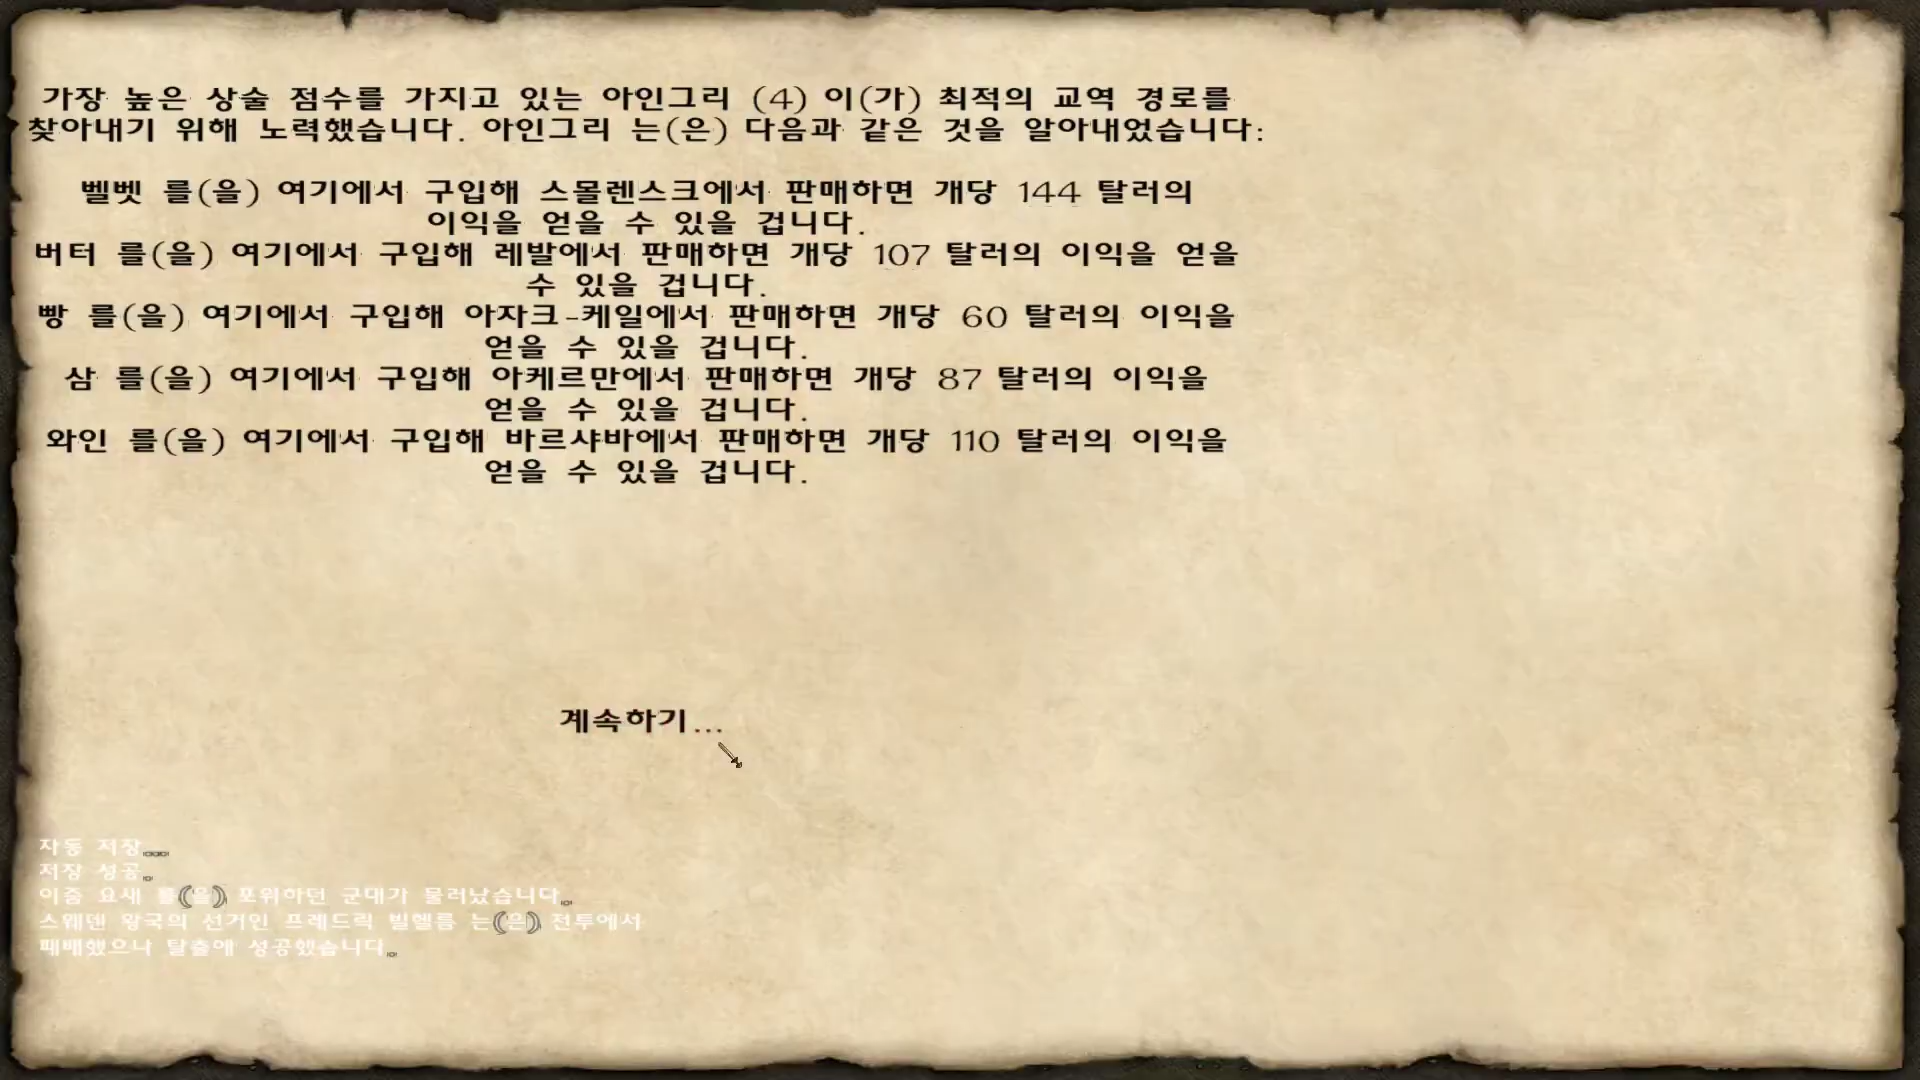 가장 높은 상술 점수를 가지고 있는 아인그리 (4) 이(가) 최적의 교역 경로를
찾아내기 위해 노력했습니다. 아인그리 는(은) 다음과 같은 것을 알아내었습니다:
벨벳 를(을) 여기에서 구입해 스몰렌스크에서 판매하면 개당 144 탈러의
이익을 얻을 수 있을 겁니다.
버터 를(을) 여기에서 구입해 레발에서 판매하면 개당 107 탈러의 이익을 얻을
수 있을 겁니다.
빵 를(을) 여기에서 구입해 아자크-케일에서 판매하면 개당 60 탈러의 이익을
얻을 수 있을 겁니다.
삼 를(을) 여기에서 구입해 아케르만에서 판매하면 개당 87 탈러의 이익을
얻을 수 있을 겁니다.
와인 를(을) 여기에서 구입해 바르샤바에서 판매하면 개당 110 탈러의 이익을
얻을 수 있을 겁니다.
계속하기...
자동 저장...
저장 성공.
이줌 요새 를(을) 포위하던 군대가 물러났습니다.
스웨덴 왕국의 선거인 프레드릭 빌헬름 는(은) 전투에서
패배했으나 탈출에 성공했습니다.